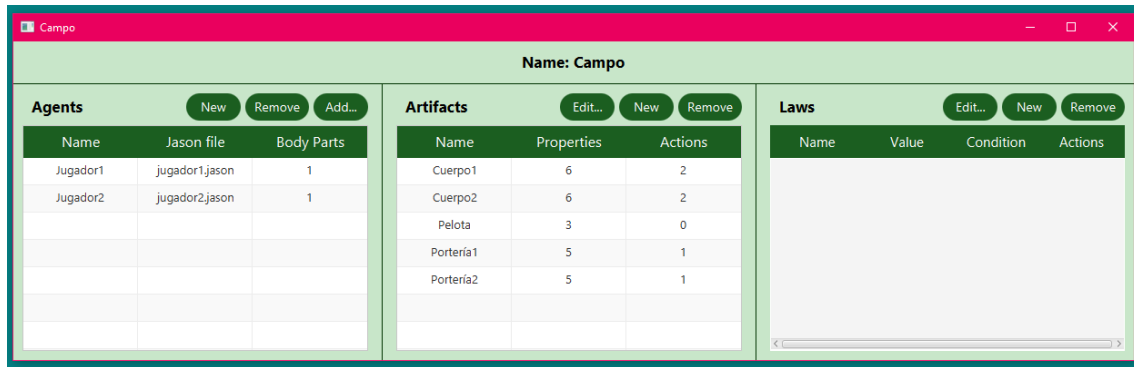 Campo
Name: Campo
Agents New Remove Add...
Name Jason file Body Parts
Jugador1 jugador1.jason 1
Jugador2 jugador2.jason 1
Artifacts Edit... New Remove
Name Properties Actions
Cuerpo1 6 2
Cuerpo2 6 2
Pelota 3 0
Portería1 5 1
Portería2 5 1
Laws Edit... New Remove
Name Value Condition Actions